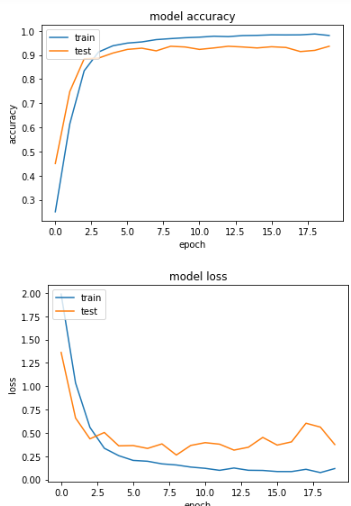 model accuracy
train
test
1.0
0.9
0.8
0.7
0.6
0.5
0.4
0.3
accuracy
0.0 2.5 5.0 7.5 10.0 12.5 15.0 17.5
epoch
model loss
train
test
2.00
1.75
1.50
1.25
1.00
0.75
0.50
0.25
0.00
loss
0.0 2.5 5.0 7.5 10.0 12.5 15.0 17.5
epoch